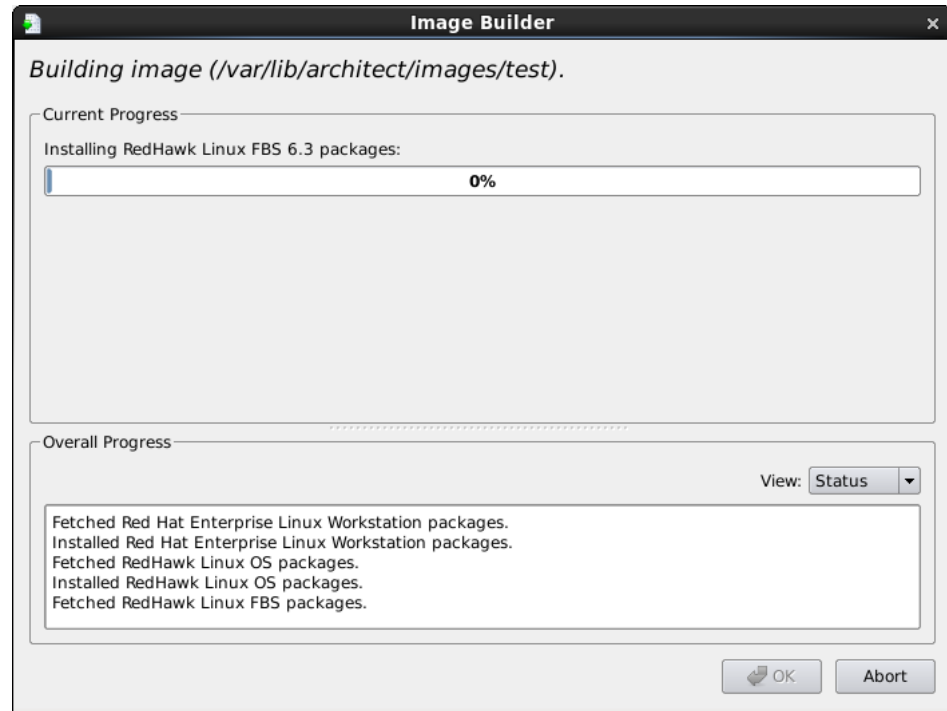 Image Builder
Building image (/var/lib/architect/images/test).
Current Progress
Installing RedHawk Linux FBS 6.3 packages:
0%
Overall Progress
View: Status
Fetched Red Hat Enterprise Linux Workstation packages.
Installed Red Hat Enterprise Linux Workstation packages.
Fetched RedHawk Linux OS packages.
Installed RedHawk Linux OS packages.
Fetched RedHawk Linux FBS packages.
OK Abort